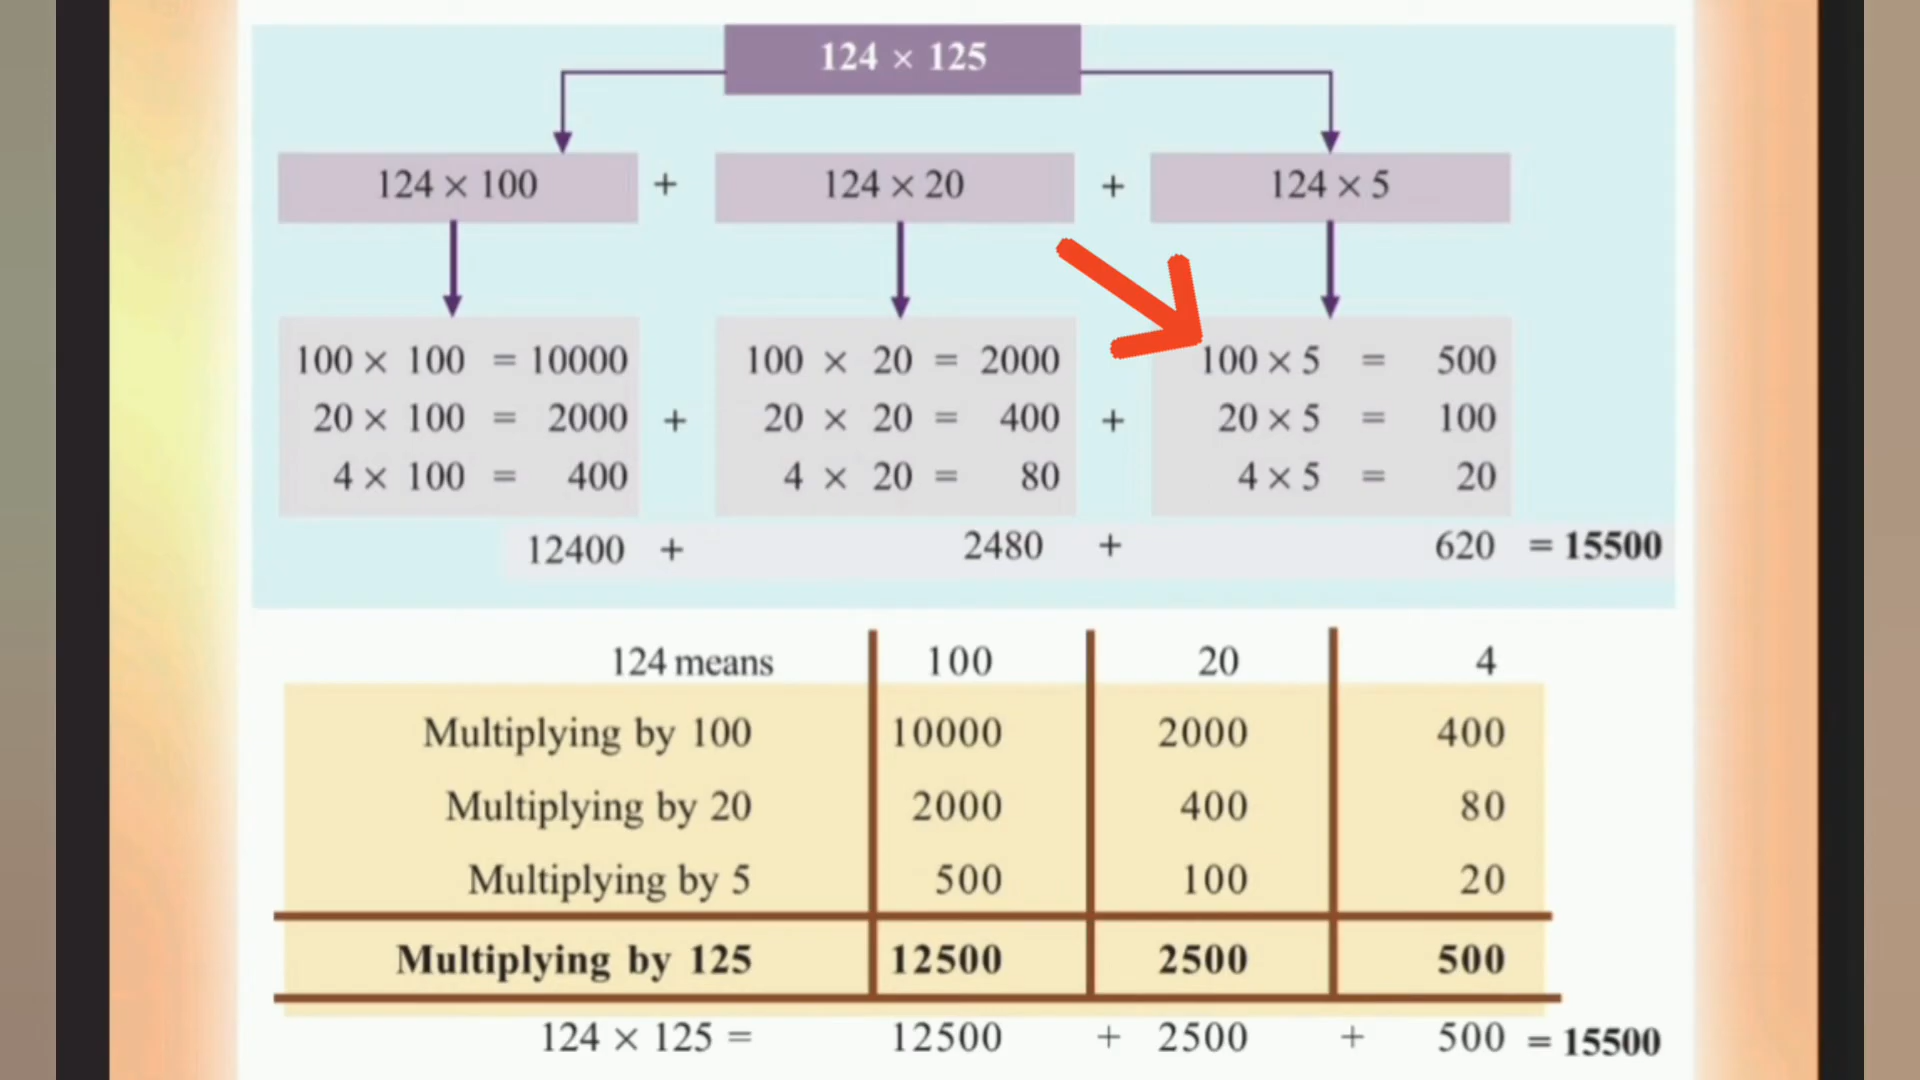 124 × 125
124 × 100 + 124 × 20 + 124 × 5
100 × 100 = 10000 100 × 20 = 2000 100 × 5 = 500
20 × 100 = 2000 + 20 × 20 = 400 + 20 × 5 = 100
4 × 100 = 400 4 × 20 = 80 4 × 5 = 20
12400 + 2480 + 620 = 15500
124 means 100 20 4
Multiplying by 100 10000 2000 400
Multiplying by 20 2000 400 80
Multiplying by 5 500 100 20
Multiplying by 125 12500 2500 500
124 × 125 = 12500 + 2500 + 500 = 15500